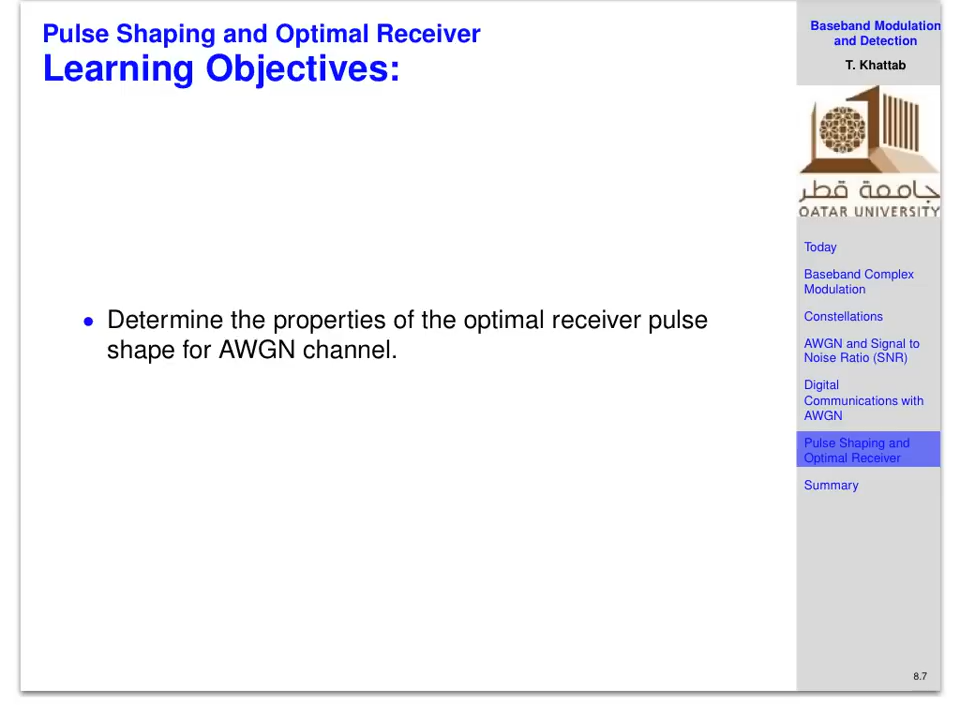 Pulse Shaping and Optimal Receiver
Learning Objectives:
• Determine the properties of the optimal receiver pulse
shape for AWGN channel.
Baseband Modulation
and Detection
T. Khattab
جامعة قطر
QATAR UNIVERSITY
Today
Baseband Complex
Modulation
Constellations
AWGN and Signal to
Noise Ratio (SNR)
Digital
Communications with
AWGN
Pulse Shaping and
Optimal Receiver
Summary
8.7